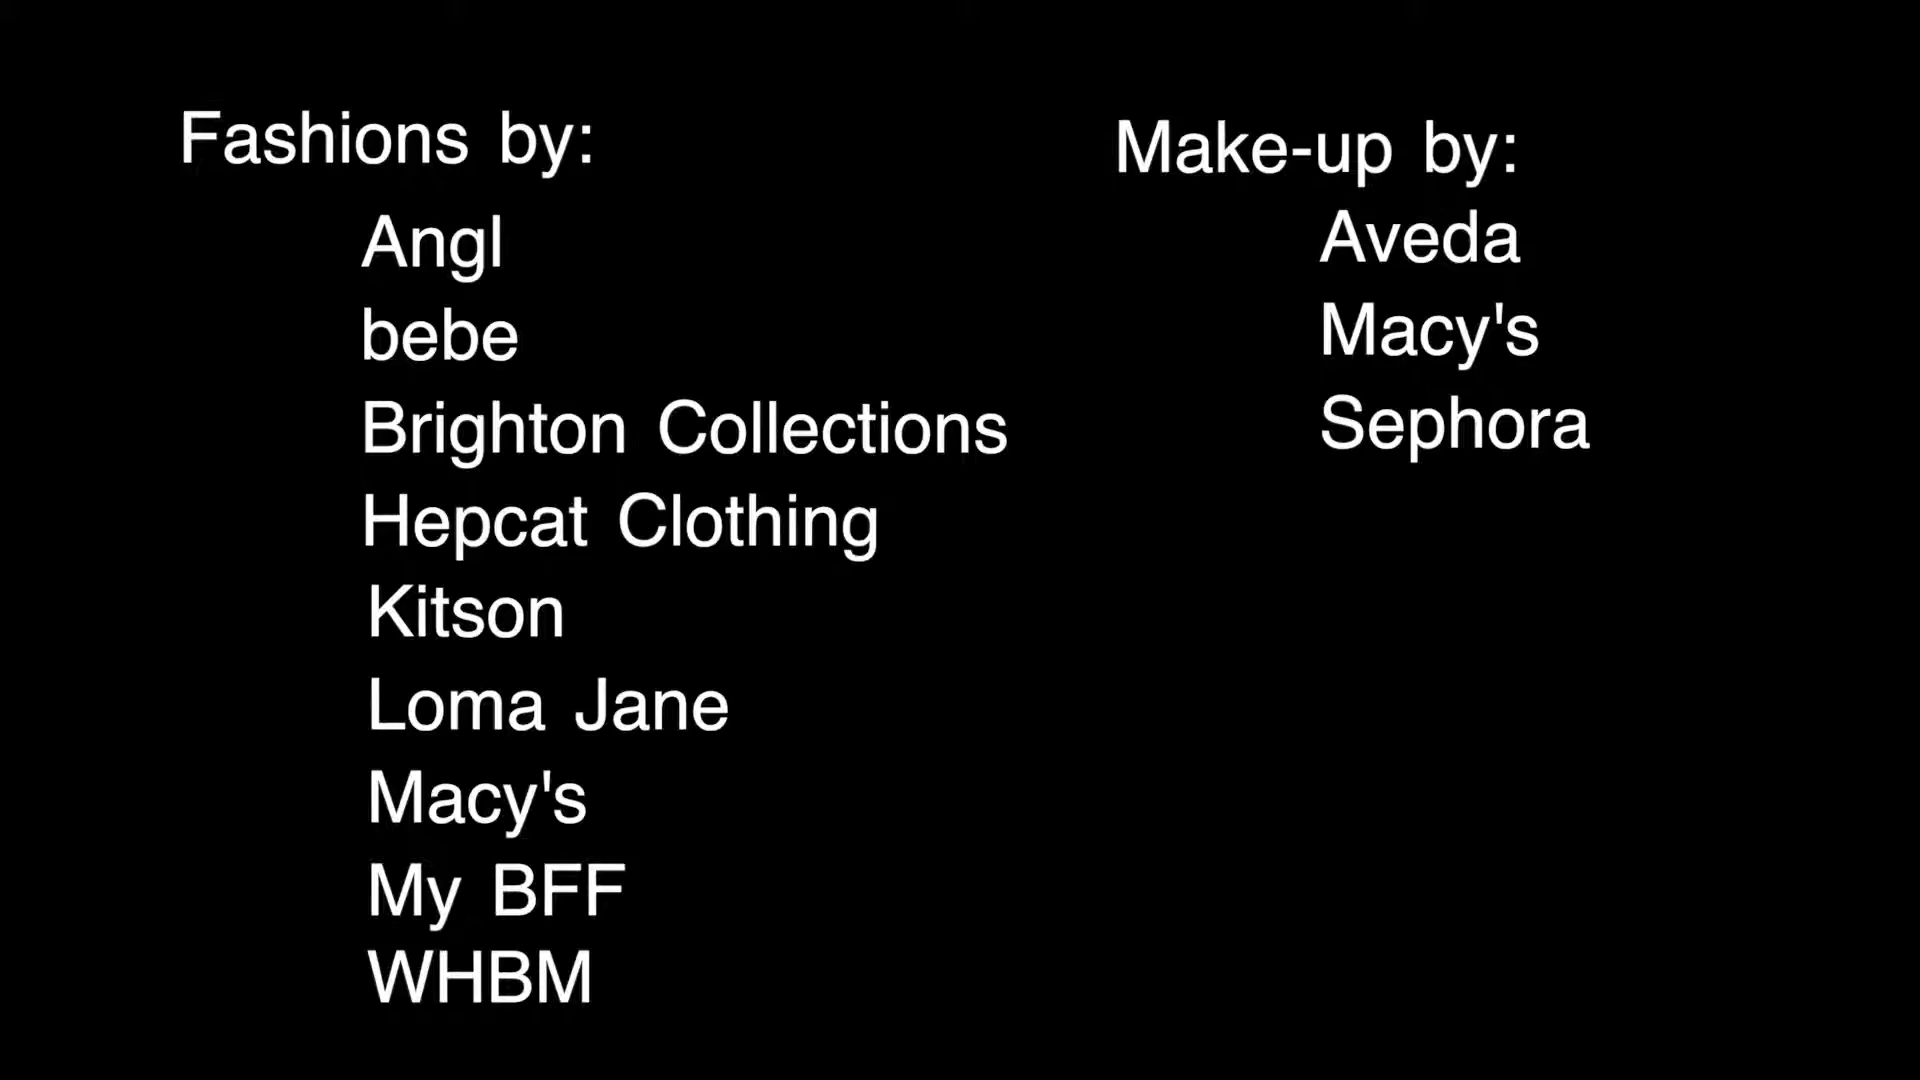 Fashions by:
Angl
bebe
Brighton Collections
Hepcat Clothing
Kitson
Loma Jane
Macy's
My BFF
WHBM
Make-up by:
Aveda
Macy's
Sephora